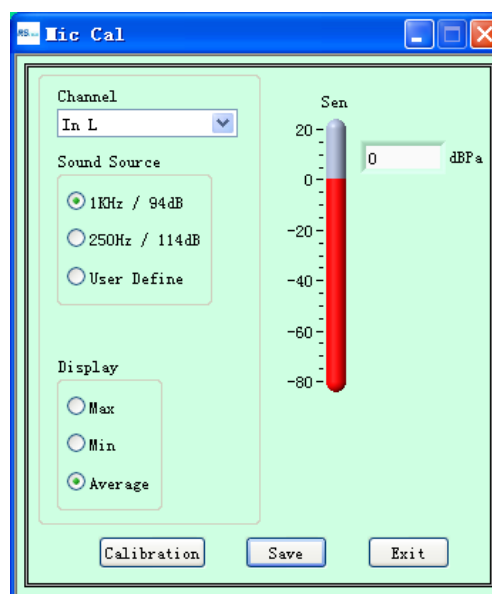 Mic Cal
Channel
In L
Sound Source
1KHz / 94dB
250Hz / 114dB
User Define
Display
Max
Min
Average
Sen
20
0
-20
-40
-60
-80
0 dBPa
Calibration Save Exit